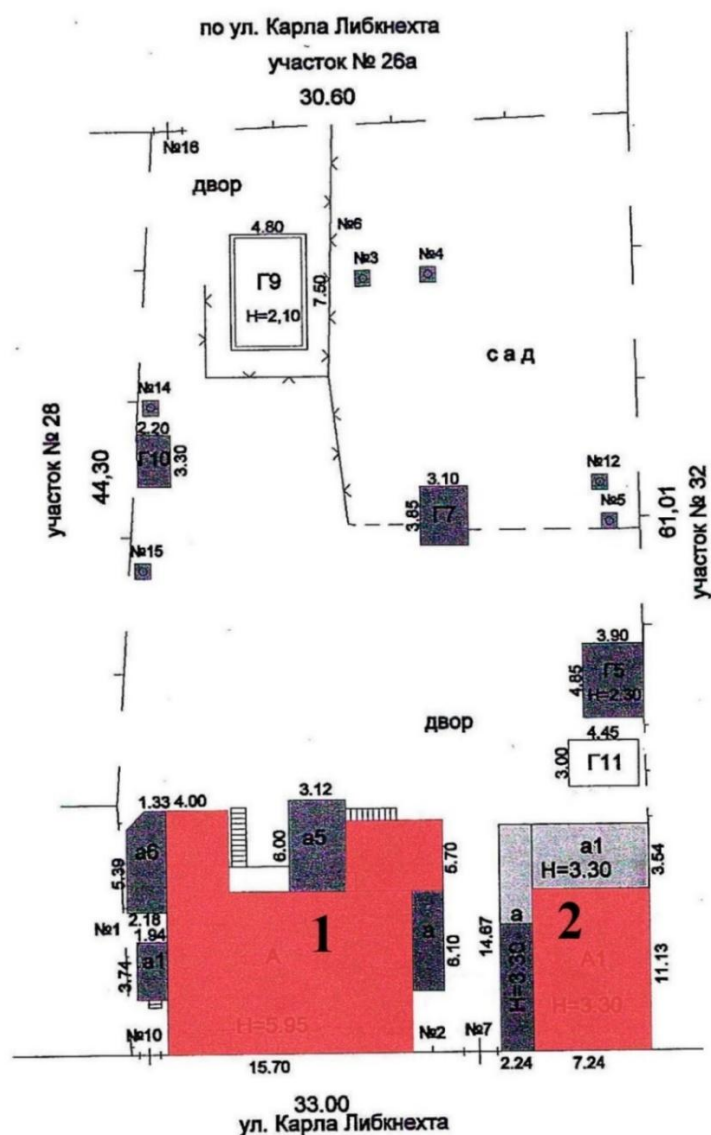 по ул. Карла Либкнехта
участок № 26а
30.60
№16
двор
4.80
№6
№3
№4
Г9
7.50
H=2,10
сад
№14
2.20
Г10
3.30
участок № 28
44,30
3.10
Г7
3.85
№12
№5
61,01
участок № 32
№15
3.90
4.85
Г5
H=2.30
двор
4.45
3.00
Г11
1.33
4.00
3.12
а6
5.39
6.00
а5
5.70
а1
H=3.30
3.54
№1
2.18
1.94
а1
3.74
1
А
H=5.95
а
6.10
14.67
а
H=3.30
2
А1
H=3.30
11.13
№10
15.70
№2
№7
2.24
7.24
33.00
ул. Карла Либкнехта